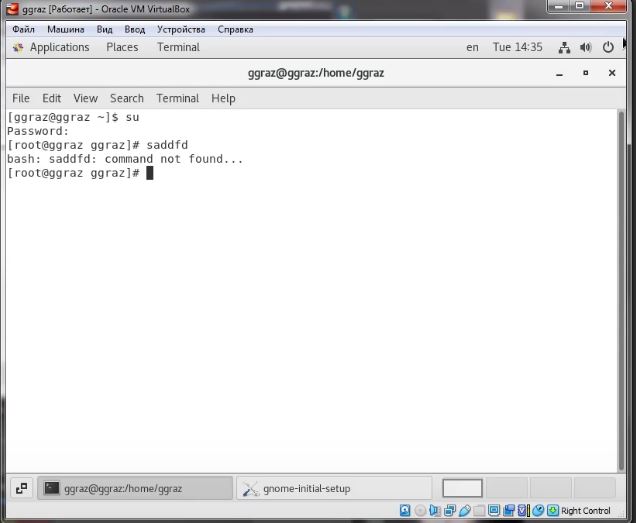 ggraz [Работает] - Oracle VM VirtualBox
Файл Машина Вид Ввод Устройства Справка
Applications Places Terminal en Tue 14:35
ggraz@ggraz:/home/ggraz
File Edit View Search Terminal Help
[ggraz@ggraz ~]$ su
Password:
[root@ggraz ggraz]# saddfd
bash: saddfd: command not found...
[root@ggraz ggraz]#
ggraz@ggraz:/home/ggraz gnome-initial-setup
Right Control